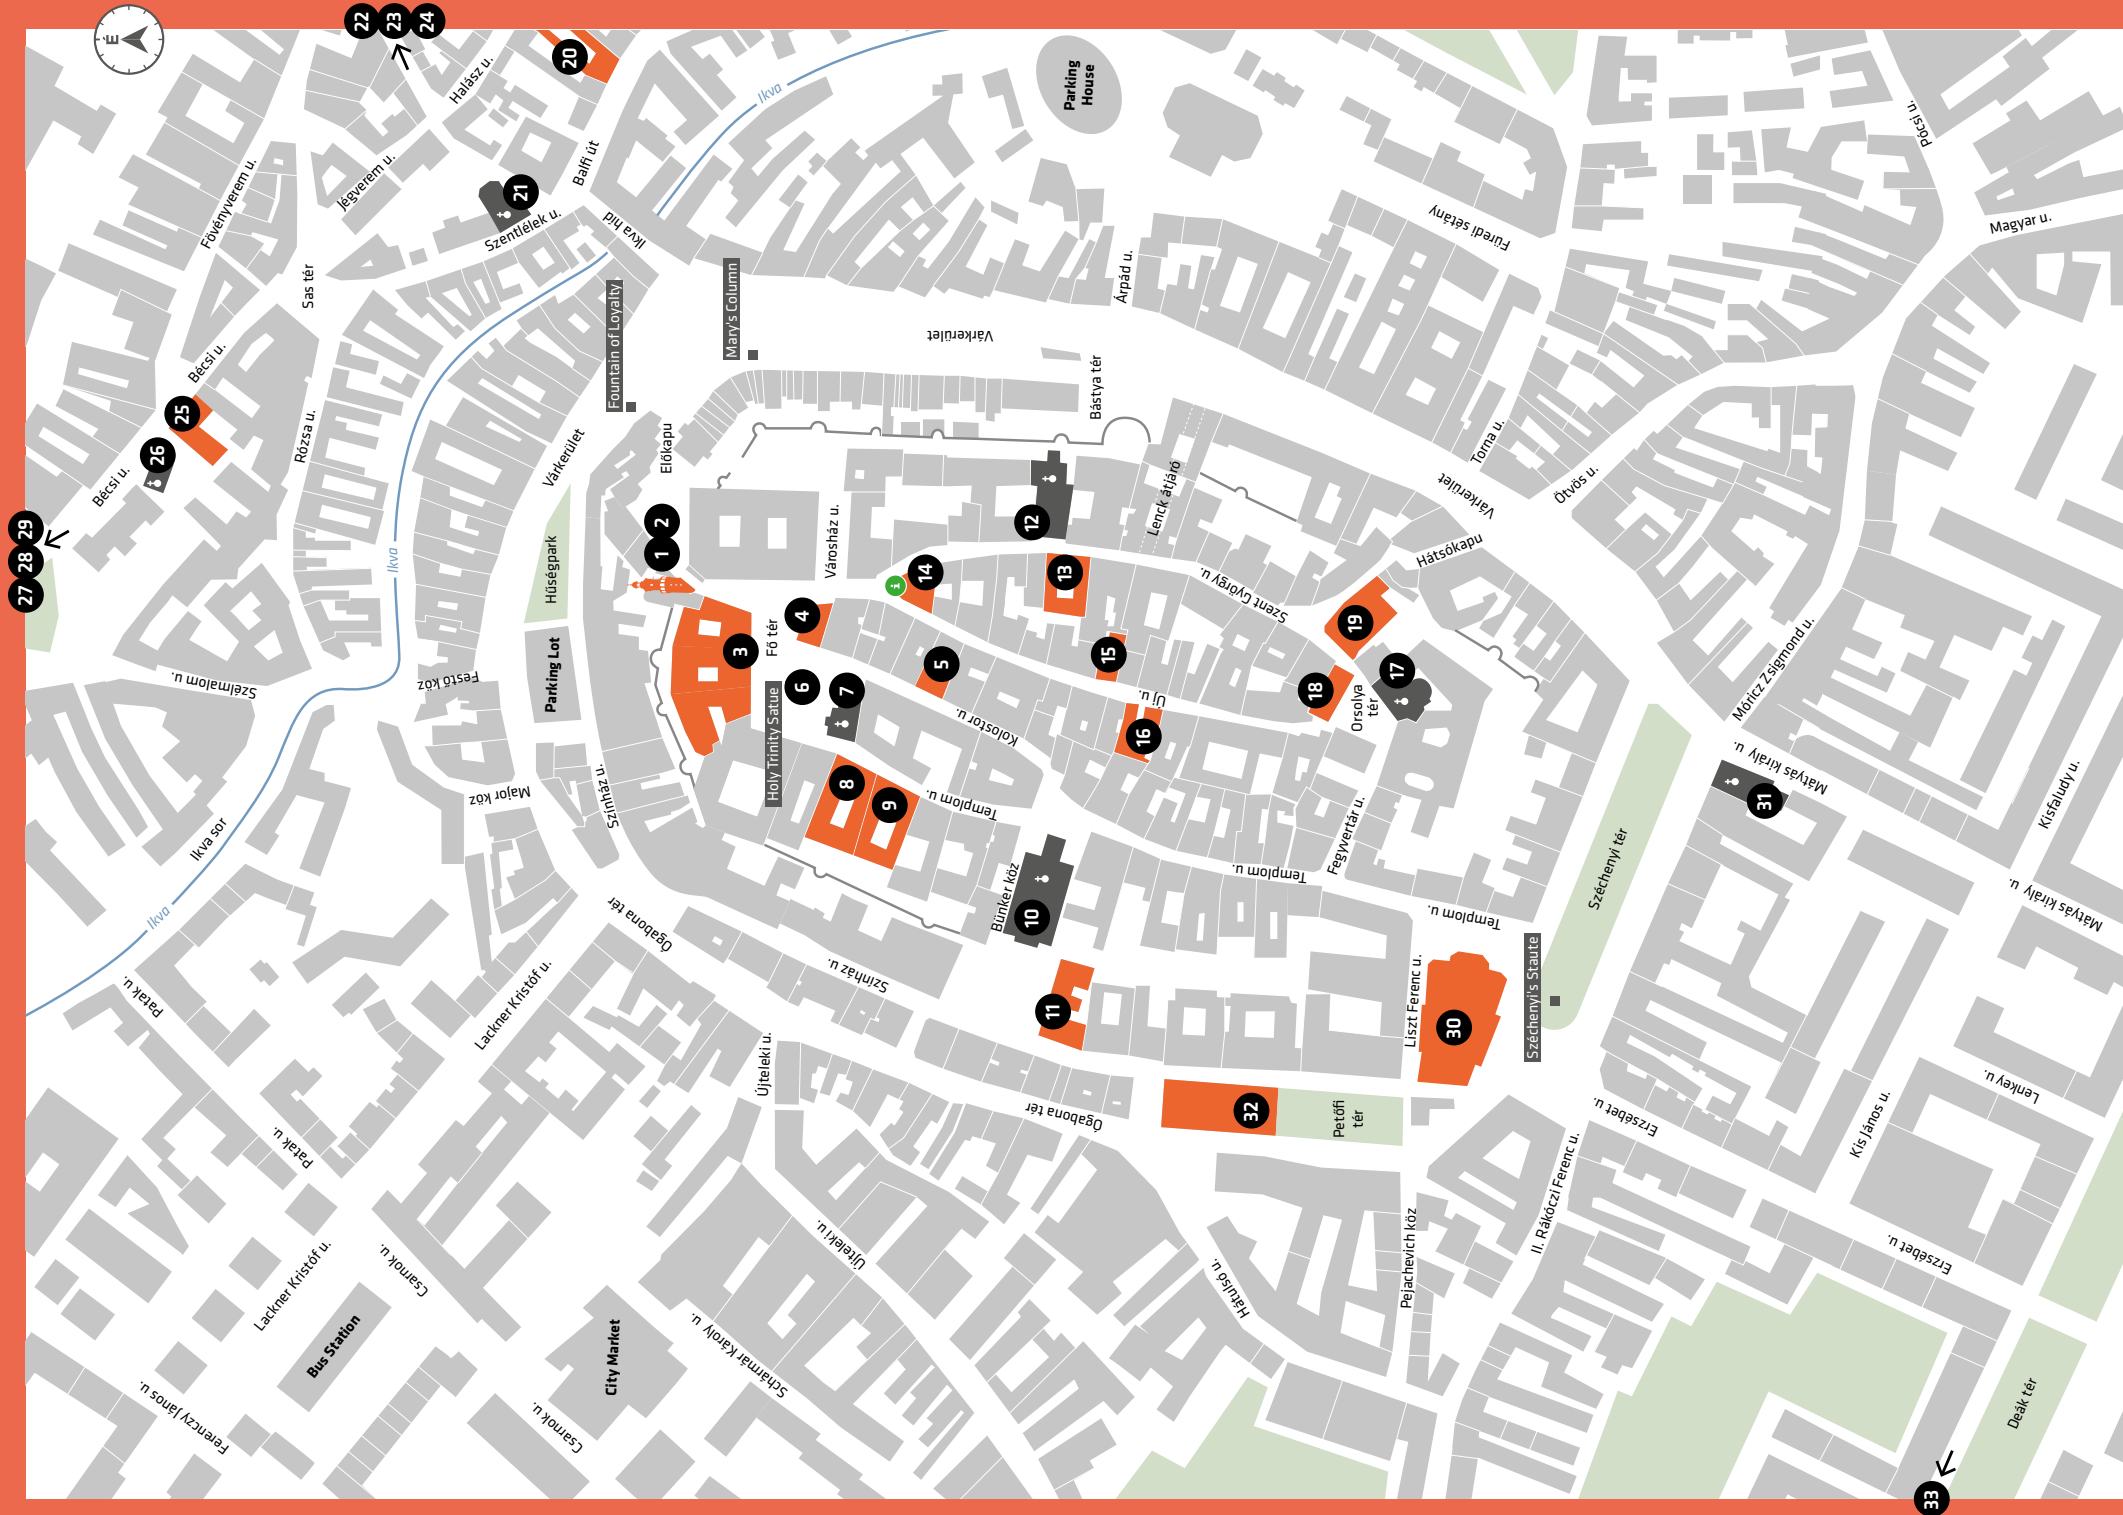 É
22
23
24
20
Halász u.
Parking
House
Ikva
Pócsi u.
Fövényverem u.
Jégverem u.
Balfi út
21
Szentlélek u.
Ikva híd
Füredi sétány
Magyar u.
Sas tér
Fountain of Loyalty
Mary's Column
Árpád u.
Várkerület
Bécsi u.
25
26
Bécsi u.
Rózsa u.
Várkerület
Előkapu
Bástya tér
Torna u.
Ötvös u.
Várkerület
Lenck átjáró
29
28
27
Ikva
Hűségpark
2
1
Városház u.
12
14
13
Hátsókapu
Szent György u.
4
3
Fő tér
5
15
19
18
17
Orsolya
tér
Móricz Zsigmond u.
Szélmalom u.
Festő köz
Parking Lot
6
7
Holy Trinity Satue
Kolostor u.
Új u.
16
Mátyás király u.
31
Kisfaludy u.
Major köz
Színház u.
8
9
Templom u.
Fegyvertár u.
Templom u.
Széchenyi tér
Ikva sor
Ikva
Bünker köz
10
Templom u.
Mátyás király u.
Ógabona tér
Színház u.
11
Liszt Ferenc u.
30
Széchenyi's Staute
Patak u.
Lackner Kristóf u.
Újteleki u.
Ógabona tér
32
Petőfi
tér
Erzsébet u.
Lenkey u.
Kis János u.
Patak u.
II. Rákóczi Ferenc u.
Lackner Kristóf u.
Csarnok u.
Újteleki u.
Hátulsó u.
Pejachevich köz
Erzsébet u.
Bus Station
City Market
Schármár Károly u.
Ferenczy János u.
Csarnok u.
Deák tér
33